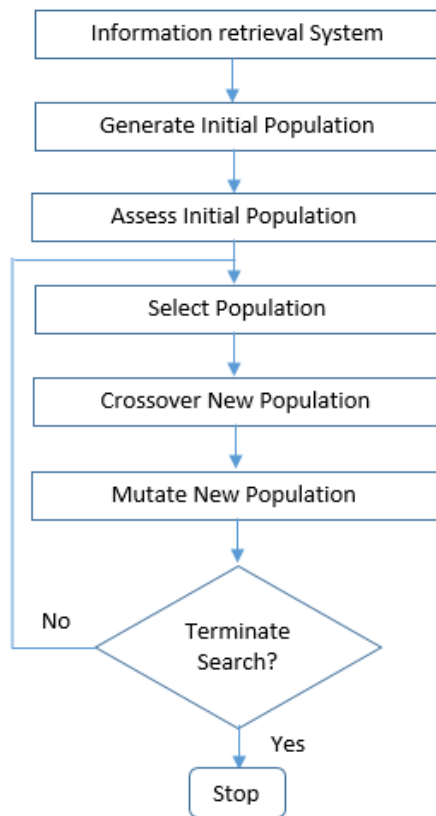 Information retrieval System
Generate Initial Population
Assess Initial Population
Select Population
Crossover New Population
Mutate New Population
No
Terminate
Search?
Yes
Stop